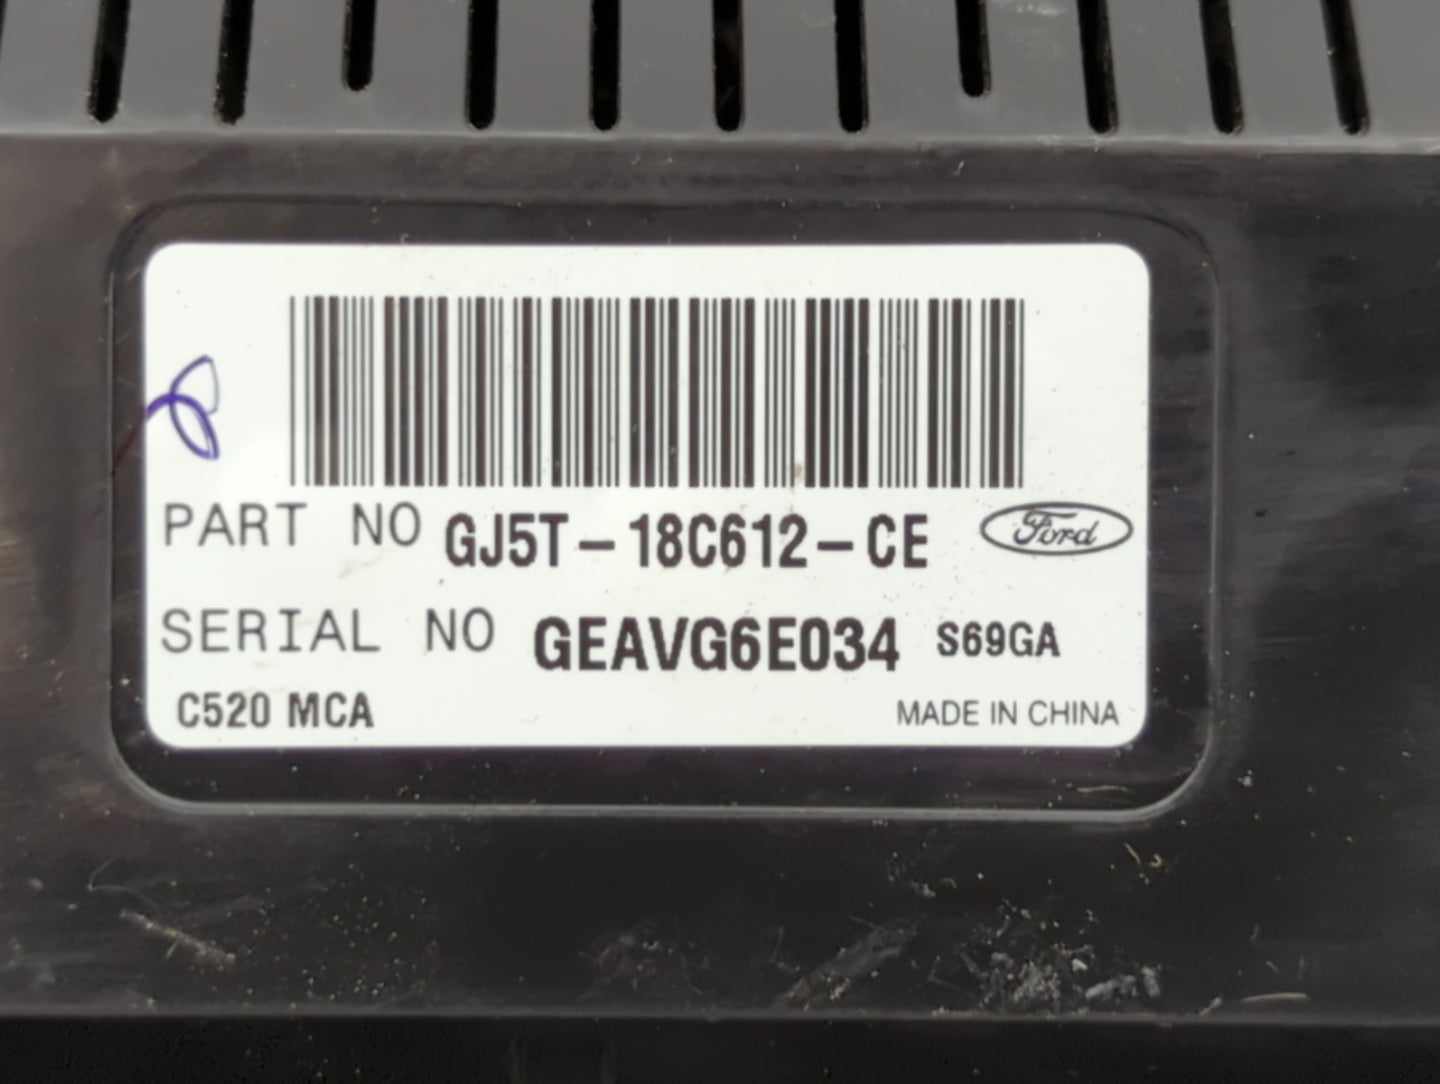 PART NO GJ5T-18C612-CE Ford
SERIAL NO GEAVG6E034 S69GA
C520 MCA MADE IN CHINA